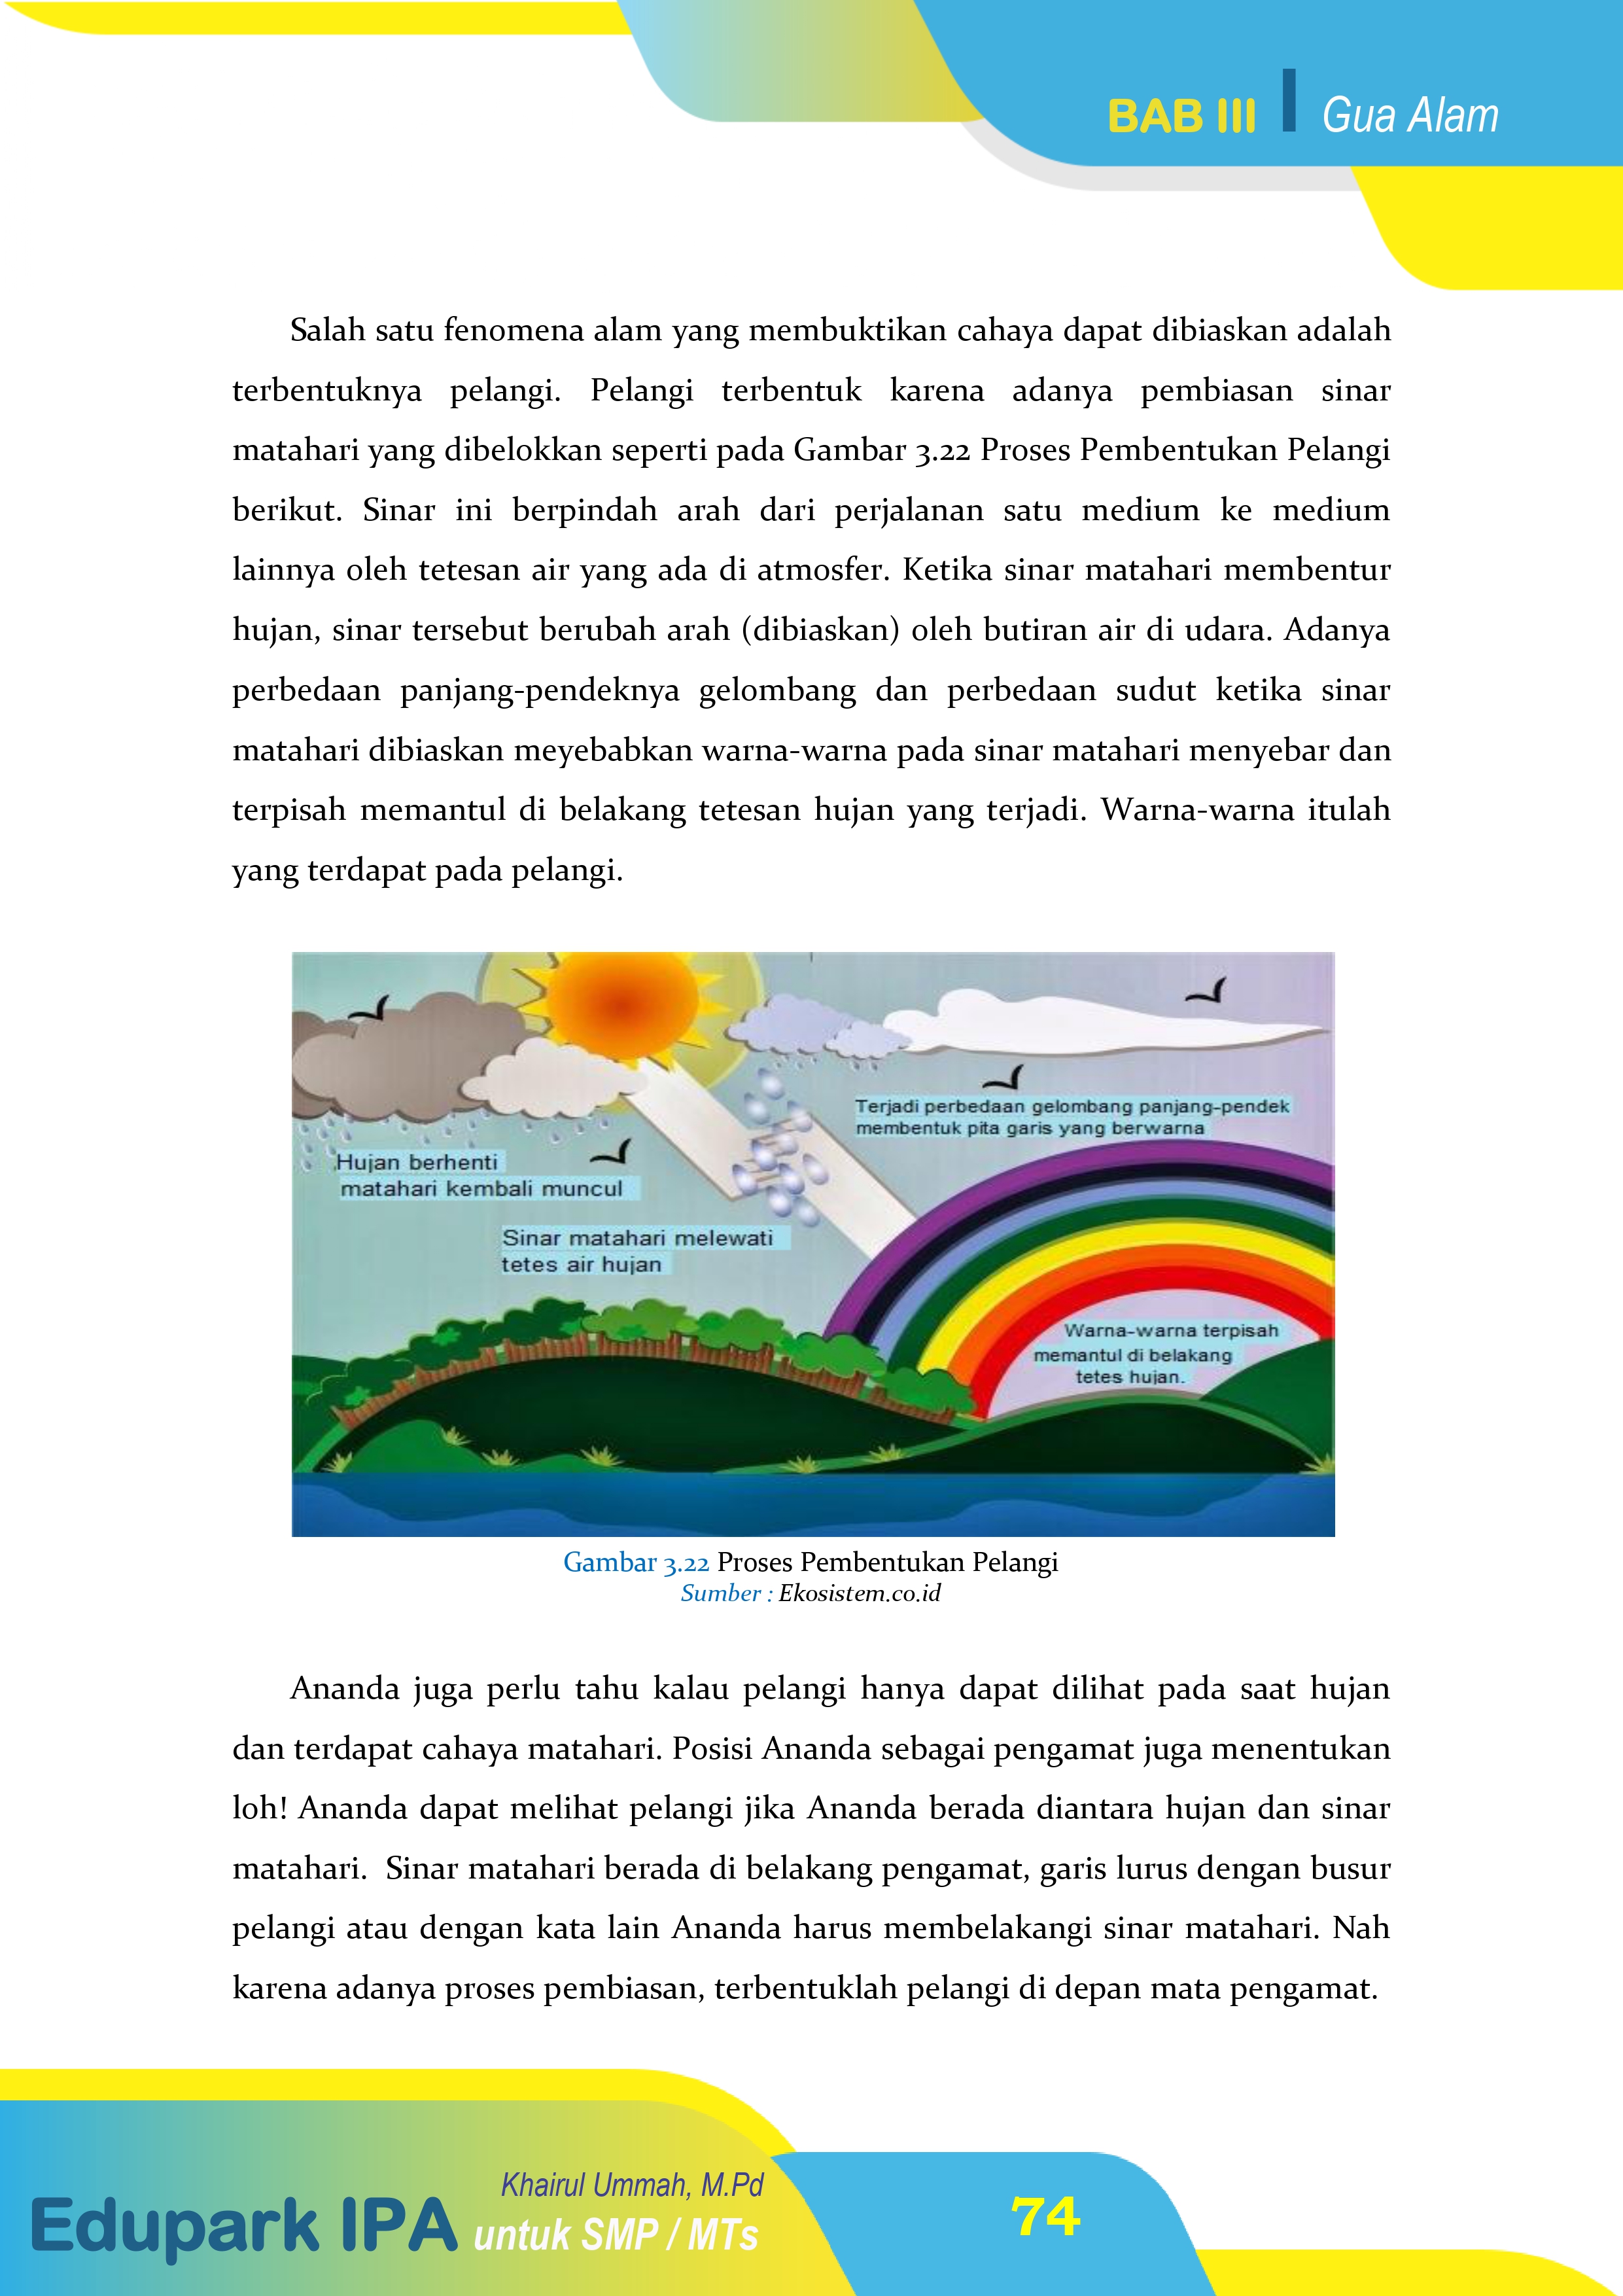 BAB III Gua Alam
Salah satu fenomena alam yang membuktikan cahaya dapat dibiaskan adalah
terbentuknya pelangi. Pelangi terbentuk karena adanya pembiasan sinar
matahari yang dibelokkan seperti pada Gambar 3.22 Proses Pembentukan Pelangi
berikut. Sinar ini berpindah arah dari perjalanan satu medium ke medium
lainnya oleh tetesan air yang ada di atmosfer. Ketika sinar matahari membentur
hujan, sinar tersebut berubah arah (dibiaskan) oleh butiran air di udara. Adanya
perbedaan panjang-pendeknya gelombang dan perbedaan sudut ketika sinar
matahari dibiaskan meyebabkan warna-warna pada sinar matahari menyebar dan
terpisah memantul di belakang tetesan hujan yang terjadi. Warna-warna itulah
yang terdapat pada pelangi.
Terjadi perbedaan gelombang panjang-pendek
membentuk pita garis yang berwarna
Hujan berhenti
matahari kembali muncul
Sinar matahari melewati
tetes air hujan
Warna-warna terpisah
memantul di belakang
tetes hujan.
Gambar 3.22 Proses Pembentukan Pelangi
Sumber : Ekosistem.co.id
Ananda juga perlu tahu kalau pelangi hanya dapat dilihat pada saat hujan
dan terdapat cahaya matahari. Posisi Ananda sebagai pengamat juga menentukan
loh! Ananda dapat melihat pelangi jika Ananda berada diantara hujan dan sinar
matahari. Sinar matahari berada di belakang pengamat, garis lurus dengan busur
pelangi atau dengan kata lain Ananda harus membelakangi sinar matahari. Nah
karena adanya proses pembiasan, terbentuklah pelangi di depan mata pengamat.
Khairul Ummah, M.Pd
Edupark IPA untuk SMP / MTs
74